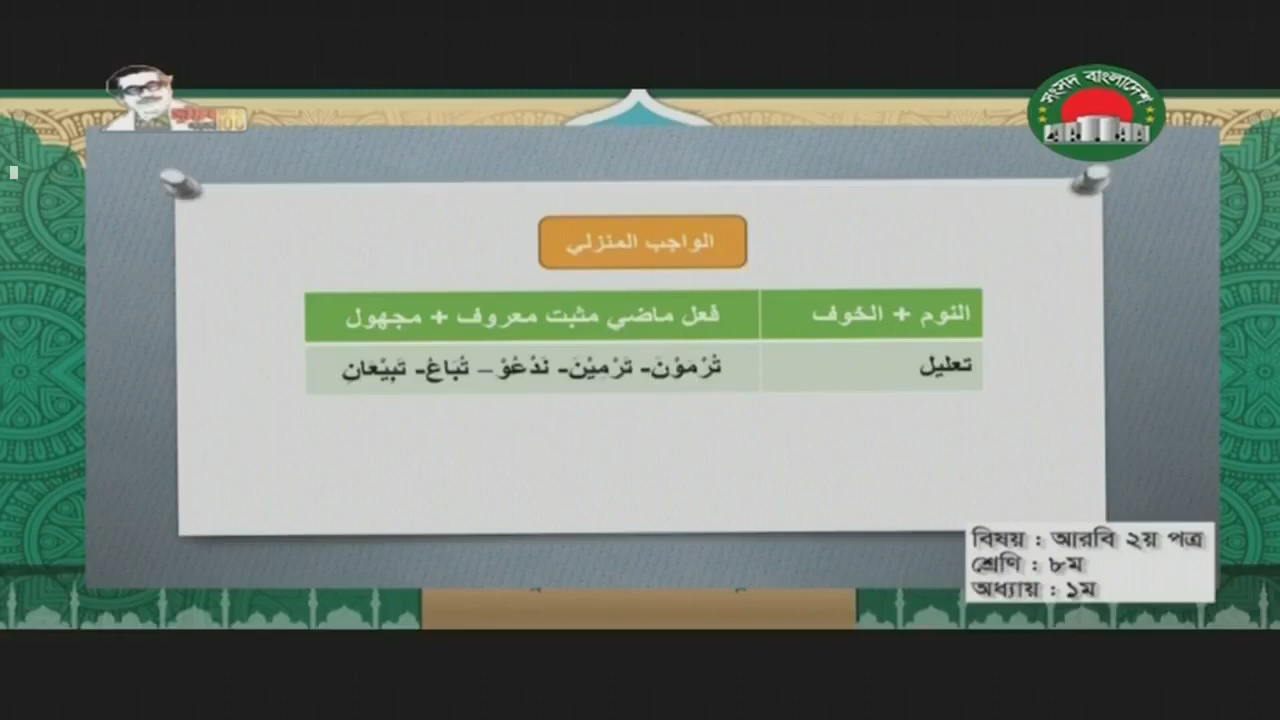 সংসদ বাংলাদেশ
الواجب المنزلي
النوم + الخوف
فعل ماضي مثبت معروف + مجهول
تعليل
تُرْمَوْنَ- تَرْمِيْنَ- نَدْعُوْ – تُبَاعُ- تَبِيْعَانِ
বিষয় : আরবি ২য় পত্র
শ্রেণি : ৮ম
অধ্যায় : ১ম